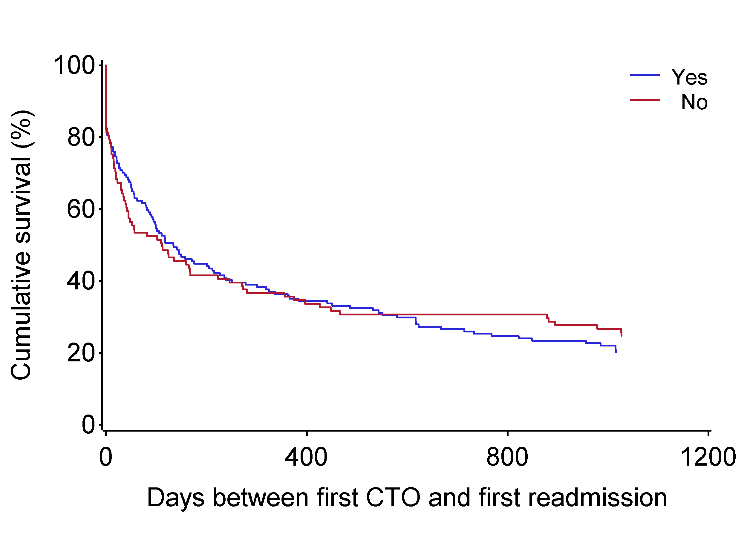 Yes
No
Cumulative survival (%)
100
80
60
40
20
0
0 400 800 1200
Days between first CTO and first readmission